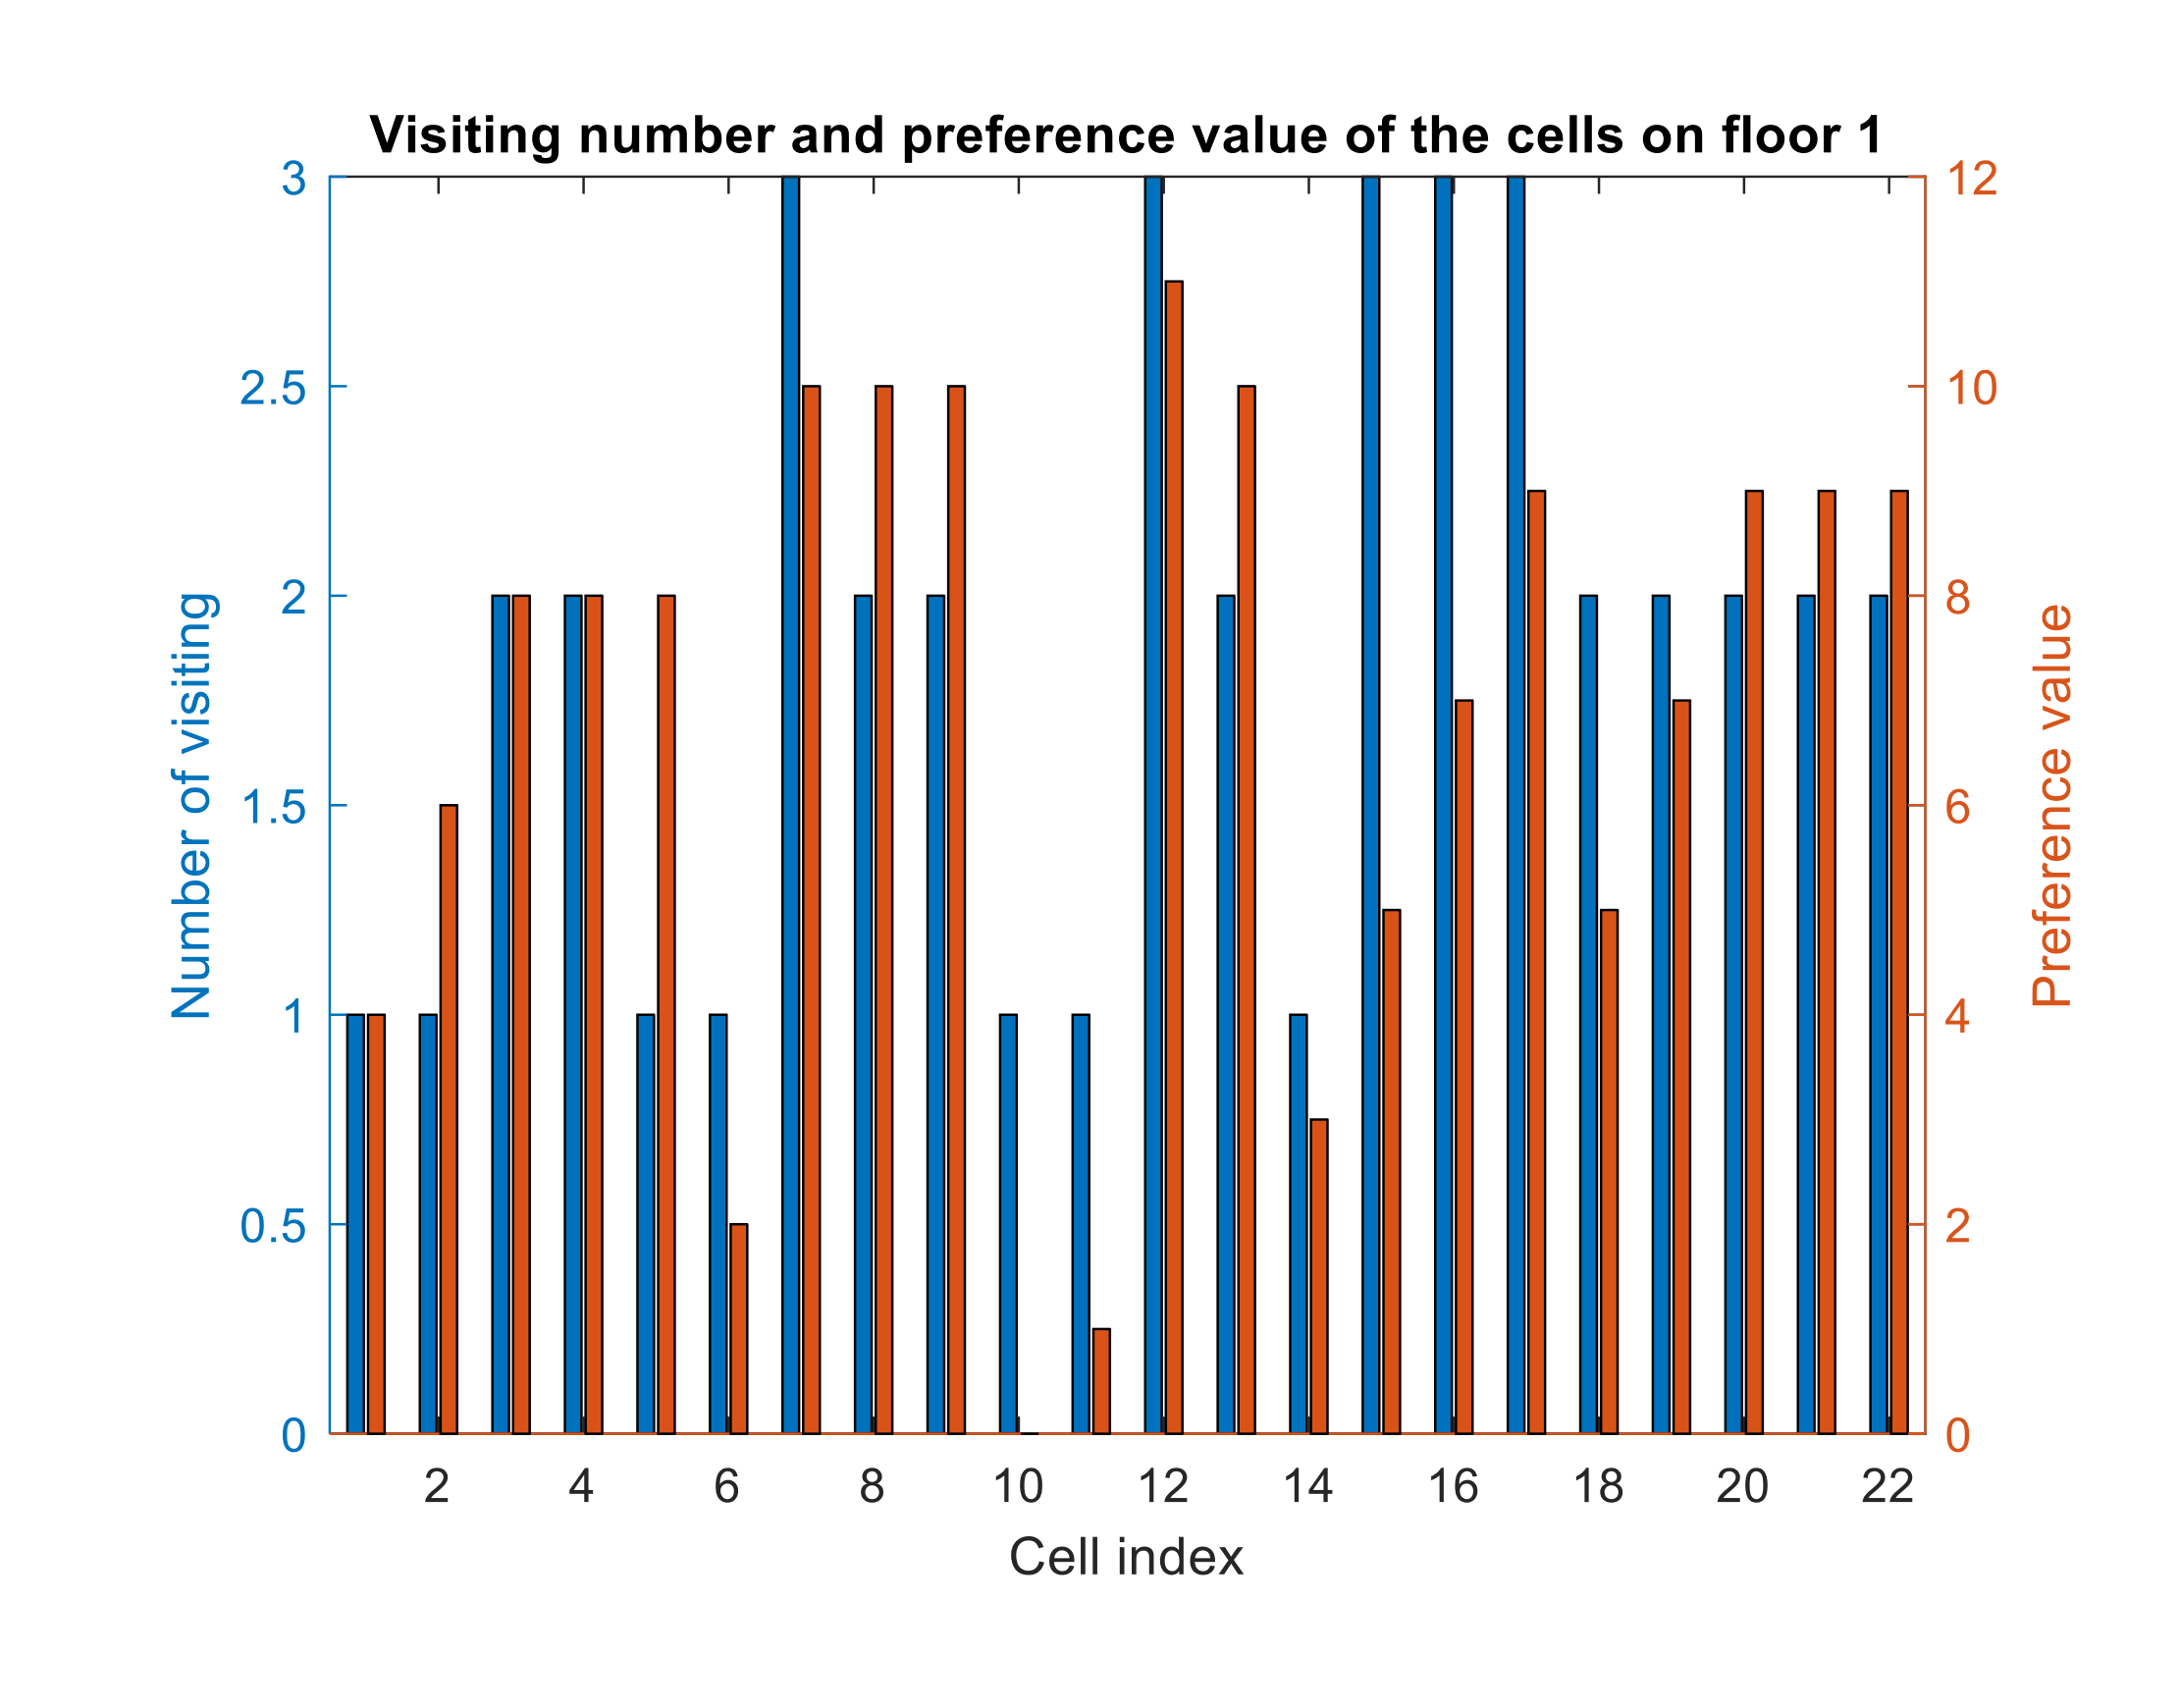 Visiting number and preference value of the cells on floor 1
3
2.5
2
1.5
1
0.5
0
Number of visiting
12
10
8
6
4
2
0
Preference value
2 4 6 8 10 12 14 16 18 20 22
Cell index